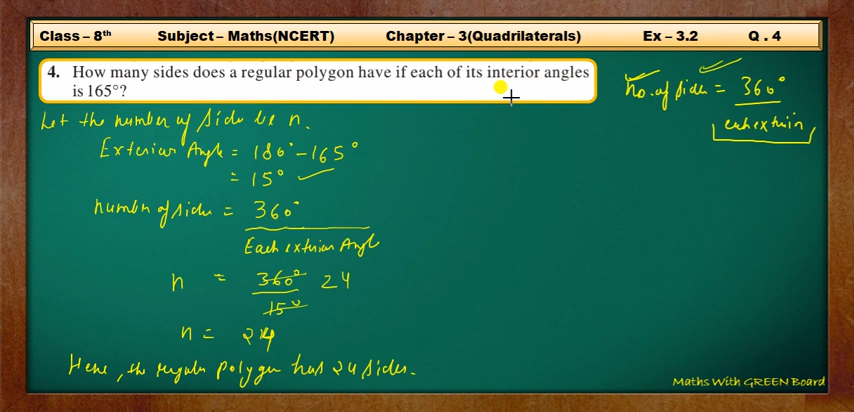 Class – 8th Subject – Maths(NCERT) Chapter – 3(Quadrilaterals) Ex – 3.2 Q . 4
4. How many sides does a regular polygon have if each of its interior angles
is 165°?
no. of side = 360°
each exterior
Let the number of side be n.
Exterior Angle = 180° – 165°
= 15°
number of side = 360°
Each exterior Angle
n = 360° 24
15°
n = 24
Hence, the regular polygon has 24 sides.
Maths With GREEN Board